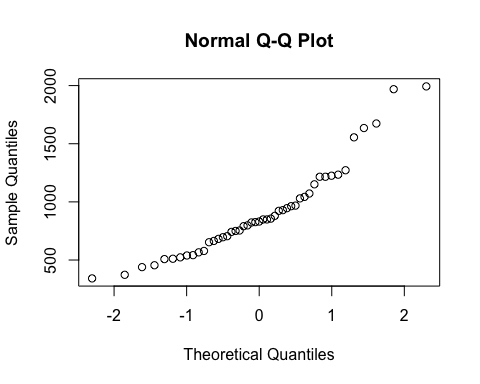 Normal Q-Q Plot
Sample Quantiles
2000
1500
1000
500
-2 -1 0 1 2
Theoretical Quantiles